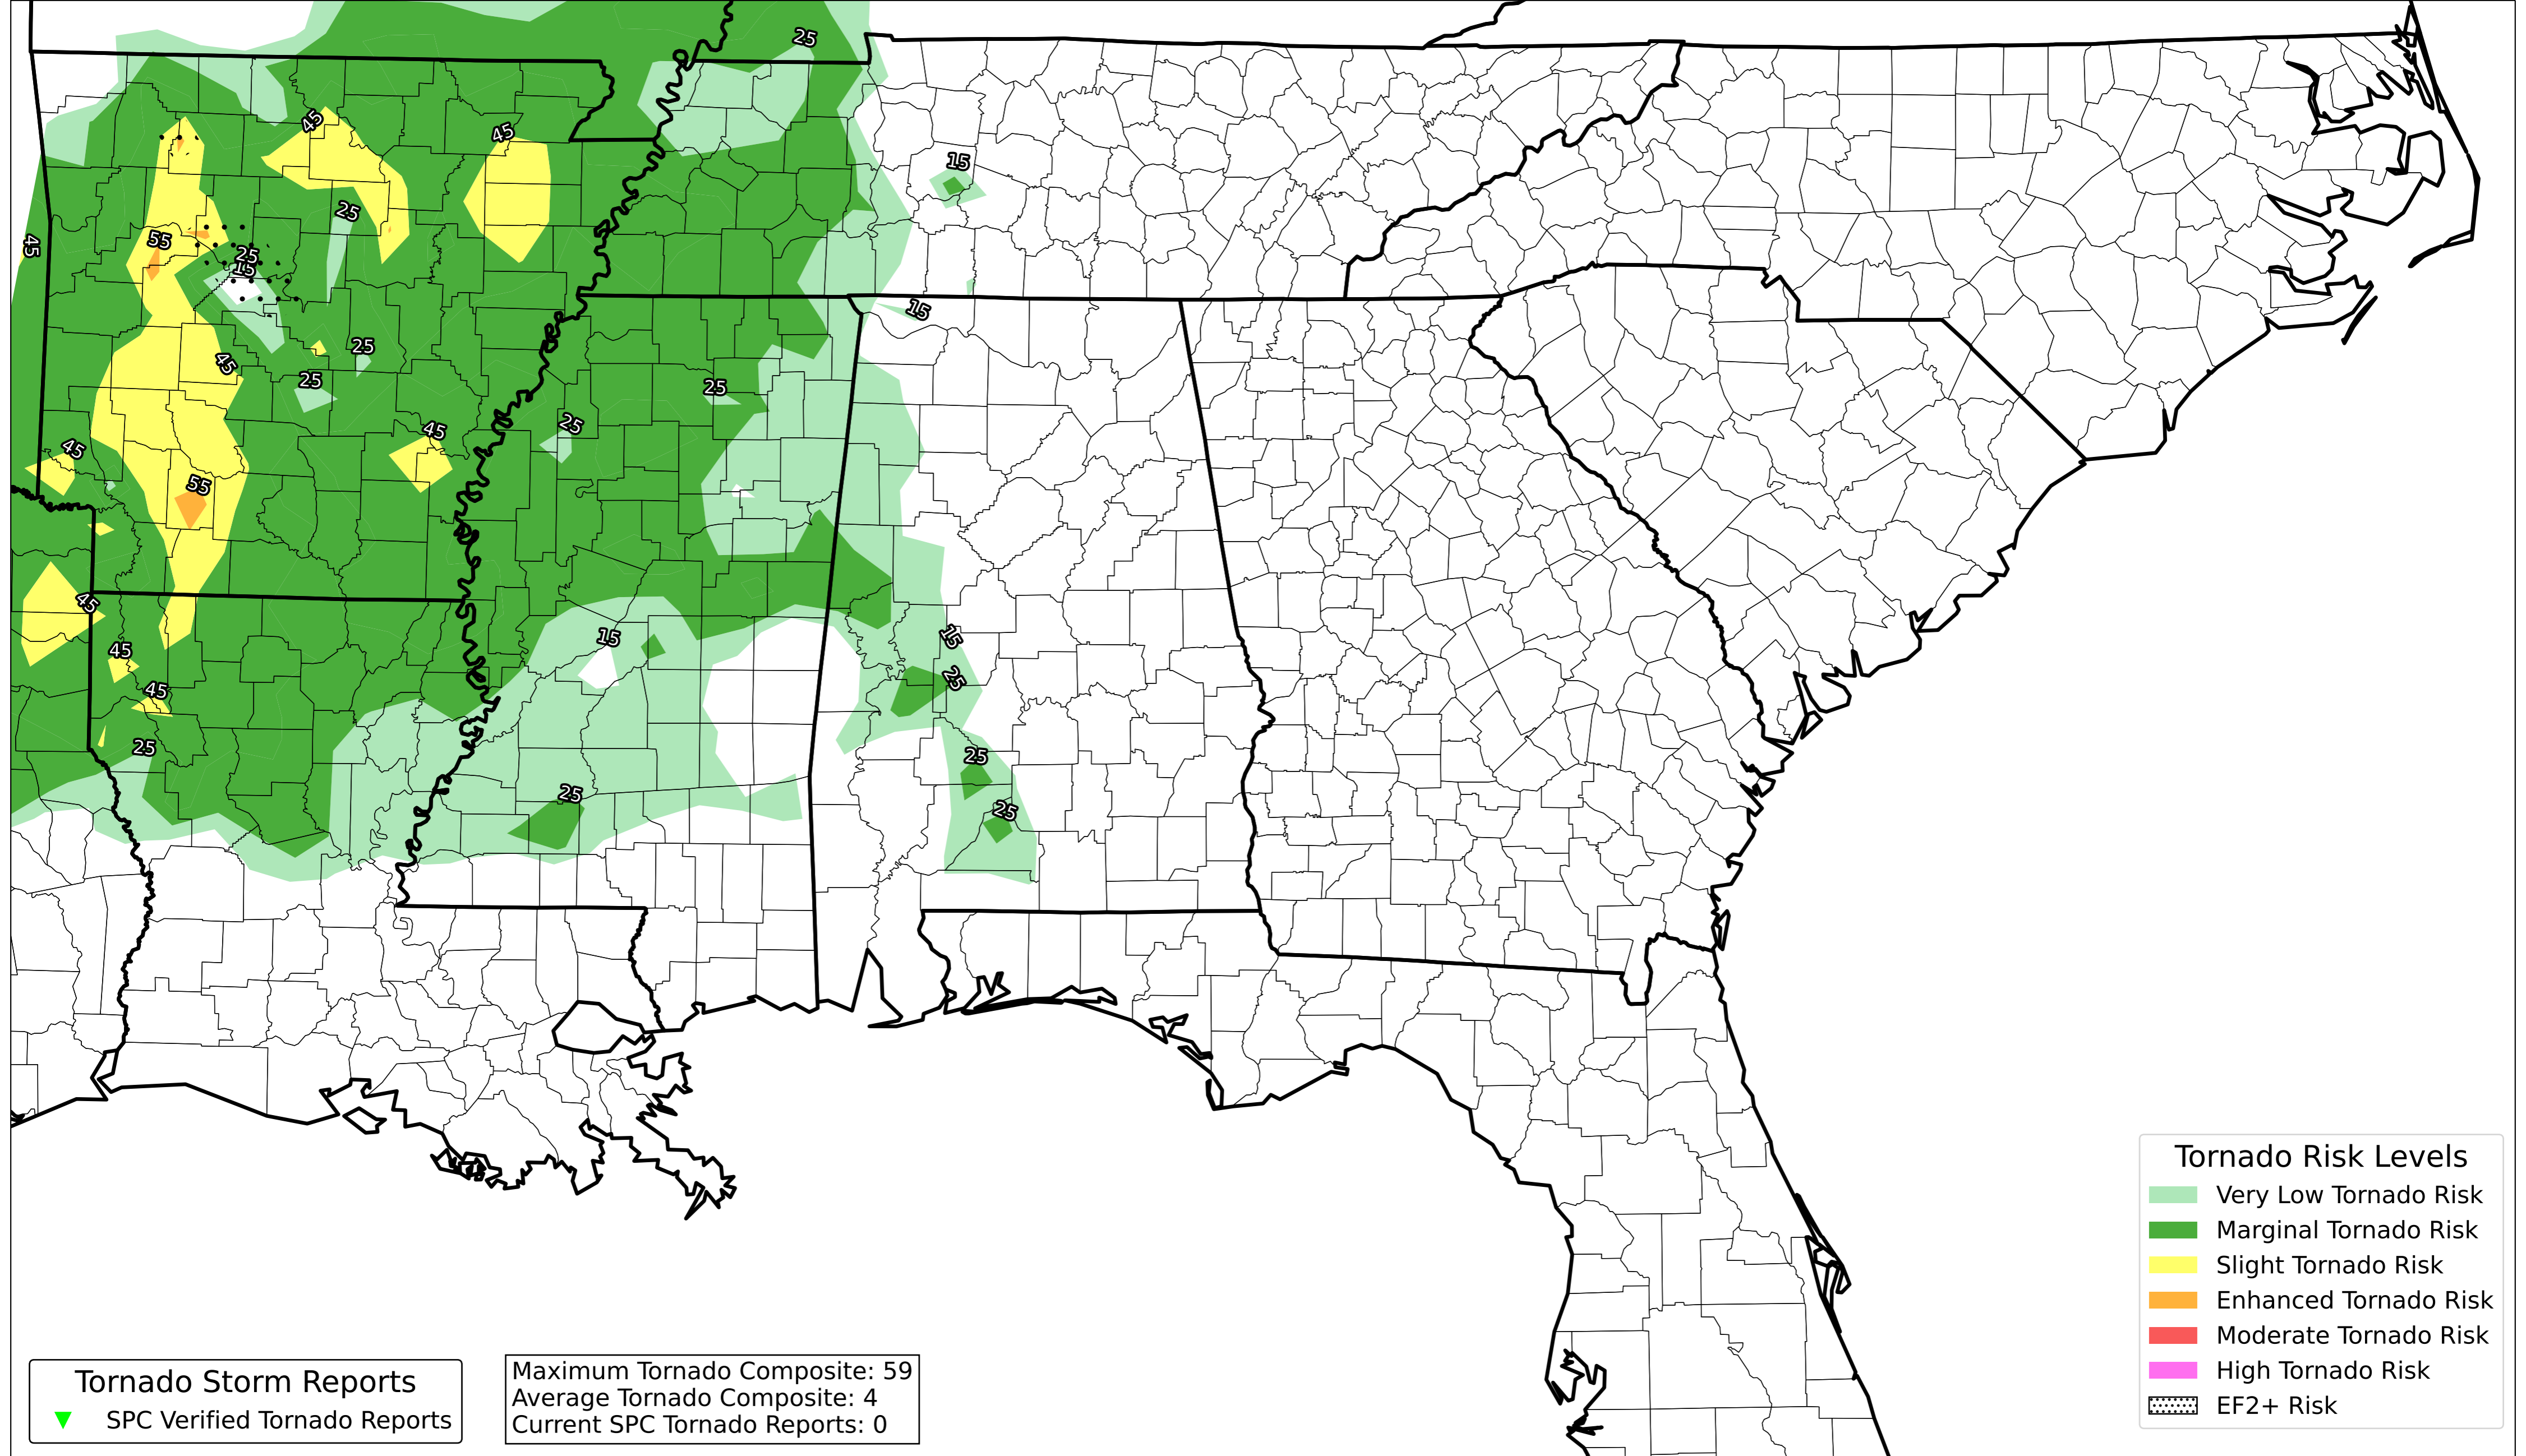 25
45
45
15
25
45
55
25
15
15
25
45
25
25
25
45
45
55
45
15
15
45
25
45
25
25
25
25
Tornado Risk Levels
Very Low Tornado Risk
Marginal Tornado Risk
Slight Tornado Risk
Enhanced Tornado Risk
Moderate Tornado Risk
High Tornado Risk
EF2+ Risk
Tornado Storm Reports
SPC Verified Tornado Reports
Maximum Tornado Composite: 59
Average Tornado Composite: 4
Current SPC Tornado Reports: 0